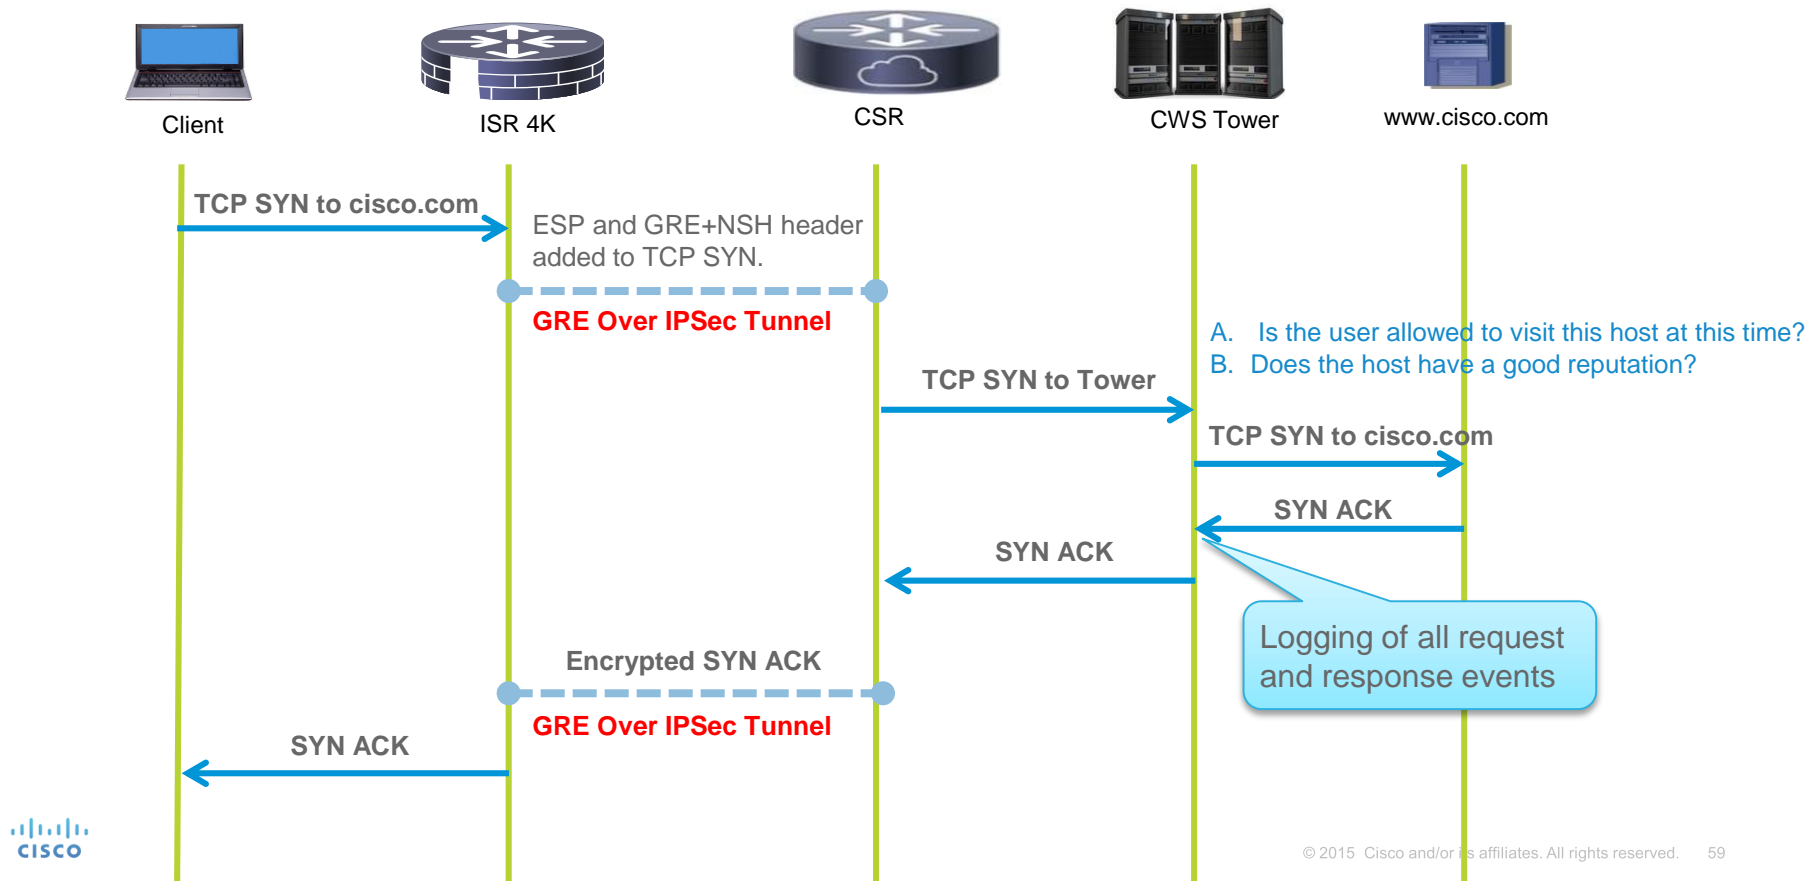 Client
ISR 4K
CSR
CWS Tower
www.cisco.com
TCP SYN to cisco.com
ESP and GRE+NSH header
added to TCP SYN.
GRE Over IPSec Tunnel
A. Is the user allowed to visit this host at this time?
B. Does the host have a good reputation?
TCP SYN to Tower
TCP SYN to cisco.com
SYN ACK
SYN ACK
Logging of all request
and response events
Encrypted SYN ACK
GRE Over IPSec Tunnel
SYN ACK
CISCO
© 2015 Cisco and/or its affiliates. All rights reserved. 59